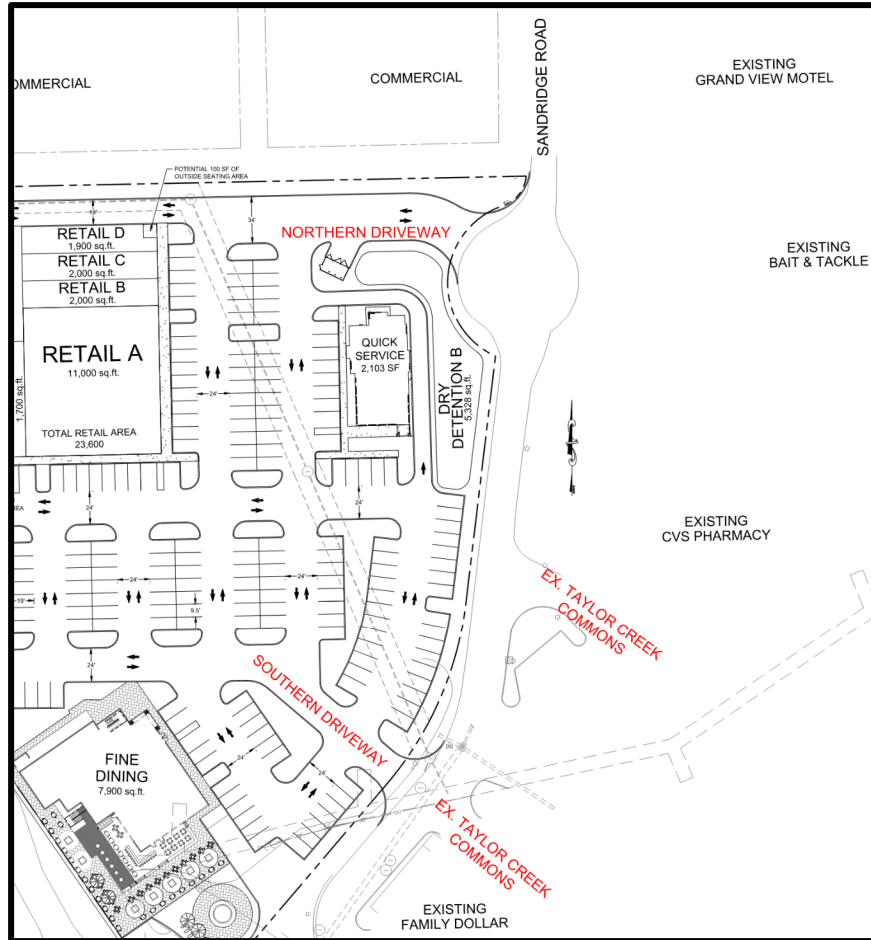 OMMERCIAL
COMMERCIAL
SANDRIDGE ROAD
EXISTING
GRAND VIEW MOTEL
POTENTIAL 100 SF OF
OUTSIDE SEATING AREA
34'
NORTHERN DRIVEWAY
RETAIL D
1,900 sq.ft.
RETAIL C
2,000 sq.ft.
RETAIL B
2,000 sq.ft.
EXISTING
BAIT & TACKLE
RETAIL A
11,000 sq.ft.
1,700 sq.ft.
TOTAL RETAIL AREA
23,600
24'
QUICK
SERVICE
2,103 SF
DRY
DETENTION B
5,328 sq.ft.
REA
24'
24'
EXISTING
CVS PHARMACY
19'
24'
24'
9.5'
EX. TAYLOR CREEK
COMMONS
24'
SOUTHERN DRIVEWAY
FINE
DINING
7,900 sq.ft.
24'
24'
EX. TAYLOR CREEK
COMMONS
EXISTING
FAMILY DOLLAR